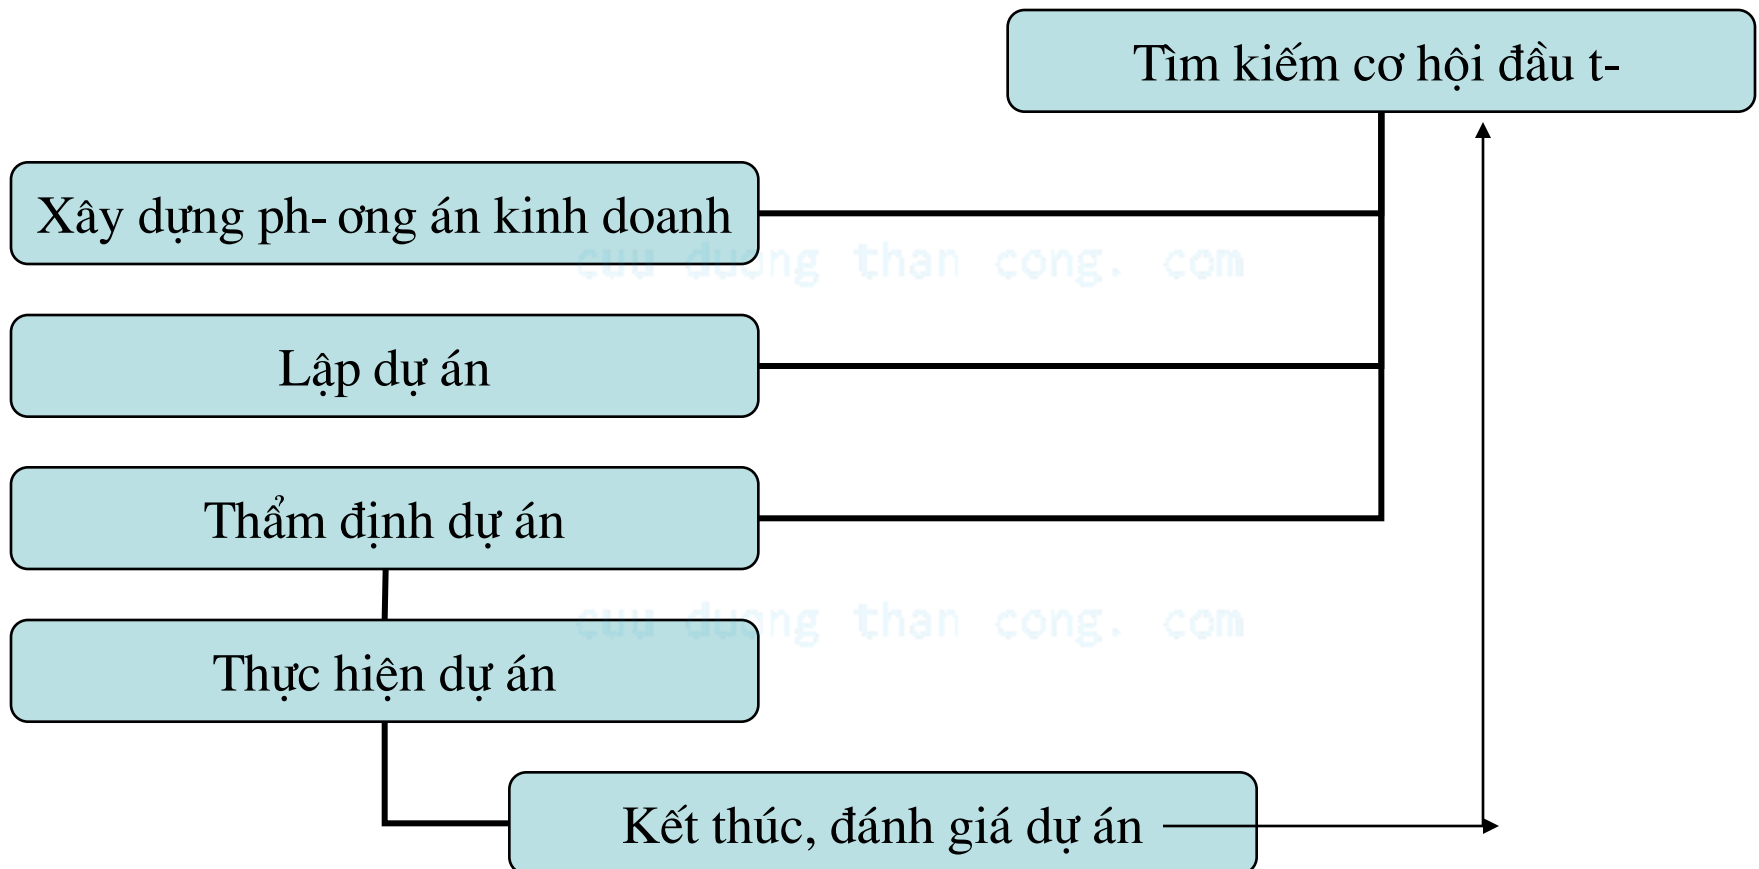 Tìm kiếm cơ hội đầu t-
Xây dựng ph- ơng án kinh doanh
cuu duong than cong. com
Lập dự án
Thẩm định dự án
cuu duong than cong. com
Thực hiện dự án
Kết thúc, đánh giá dự án